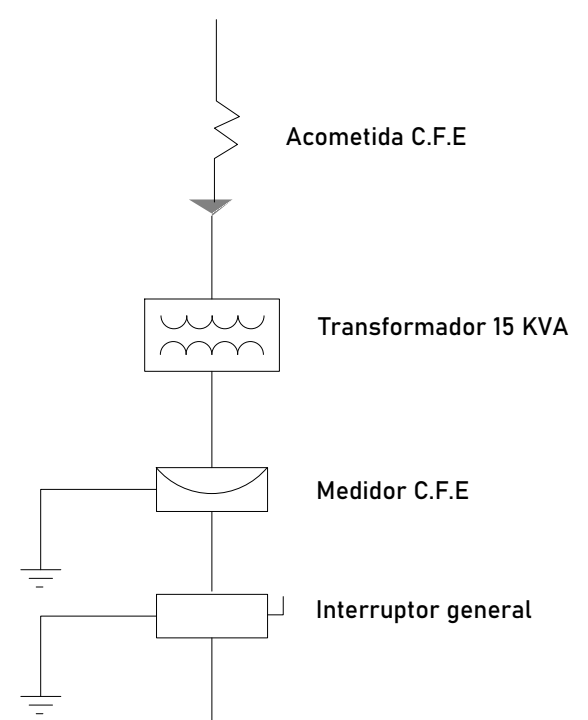 Acometida C.F.E
Transformador 15 KVA
Medidor C.F.E
Interruptor general